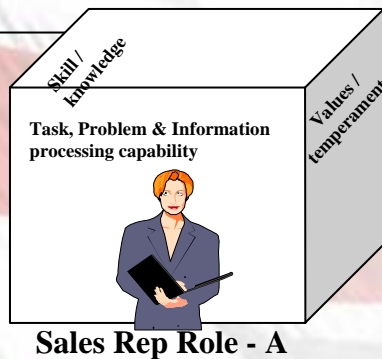 Skill /
knowledge
Values /
temperament
Task, Problem & Information
processing capability
Sales Rep Role - A